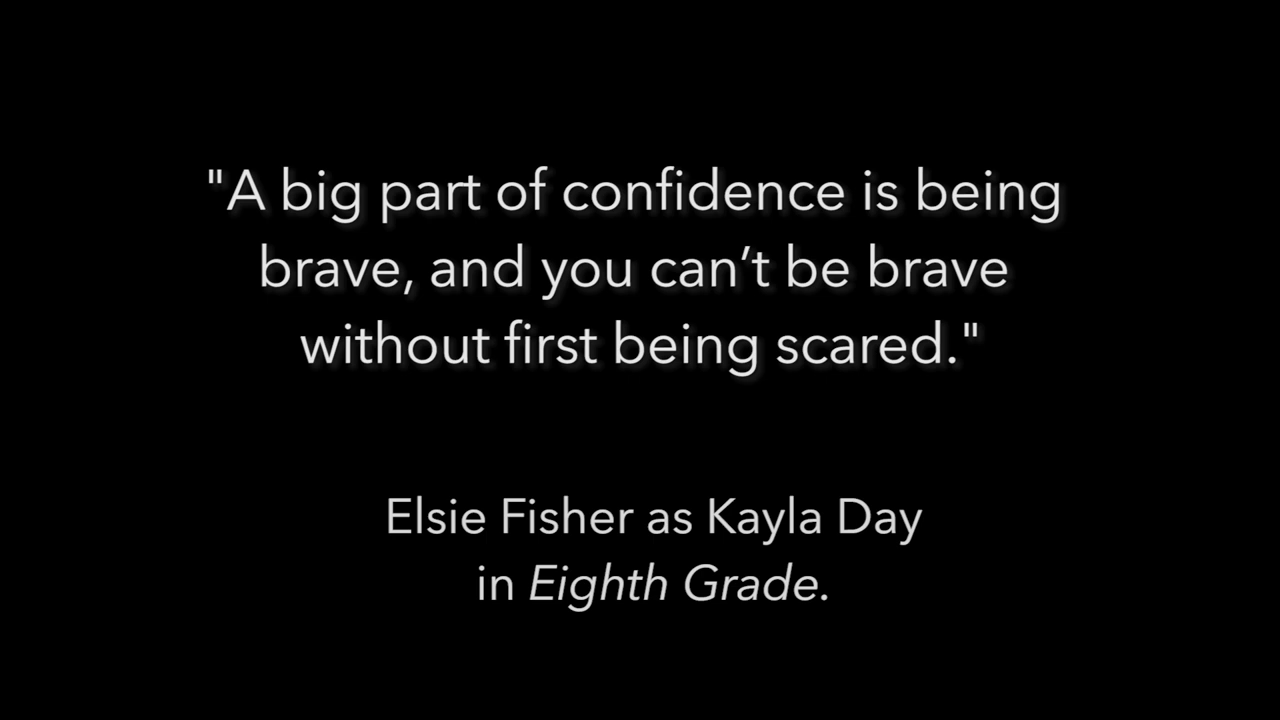 "A big part of confidence is being
brave, and you can’t be brave
without first being scared."
Elsie Fisher as Kayla Day
in Eighth Grade.